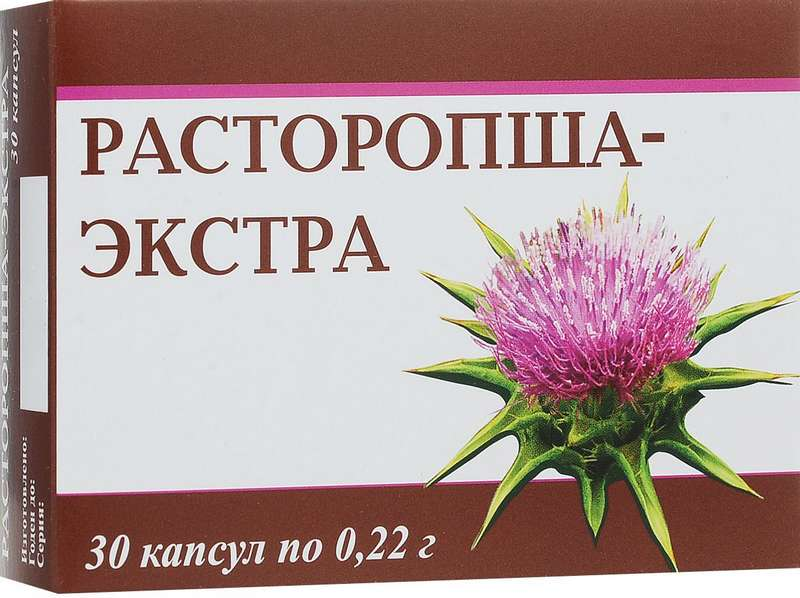 РАСТОРОПША-
ЭКСТРА
30 капсул по 0,22 г
РАСТОРОПША-ЭКСТРА
30 капсул
Изготовлено:
Годен до:
Серия: